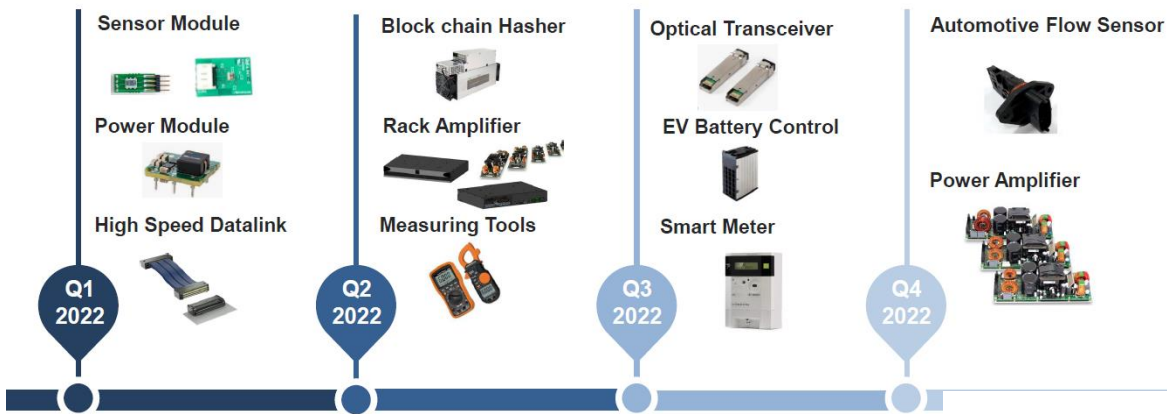 Sensor Module
Power Module
High Speed Datalink
Q1
2022
Block chain Hasher
Rack Amplifier
Measuring Tools
Q2
2022
Optical Transceiver
EV Battery Control
Smart Meter
Q3
2022
Automotive Flow Sensor
Power Amplifier
Q4
2022